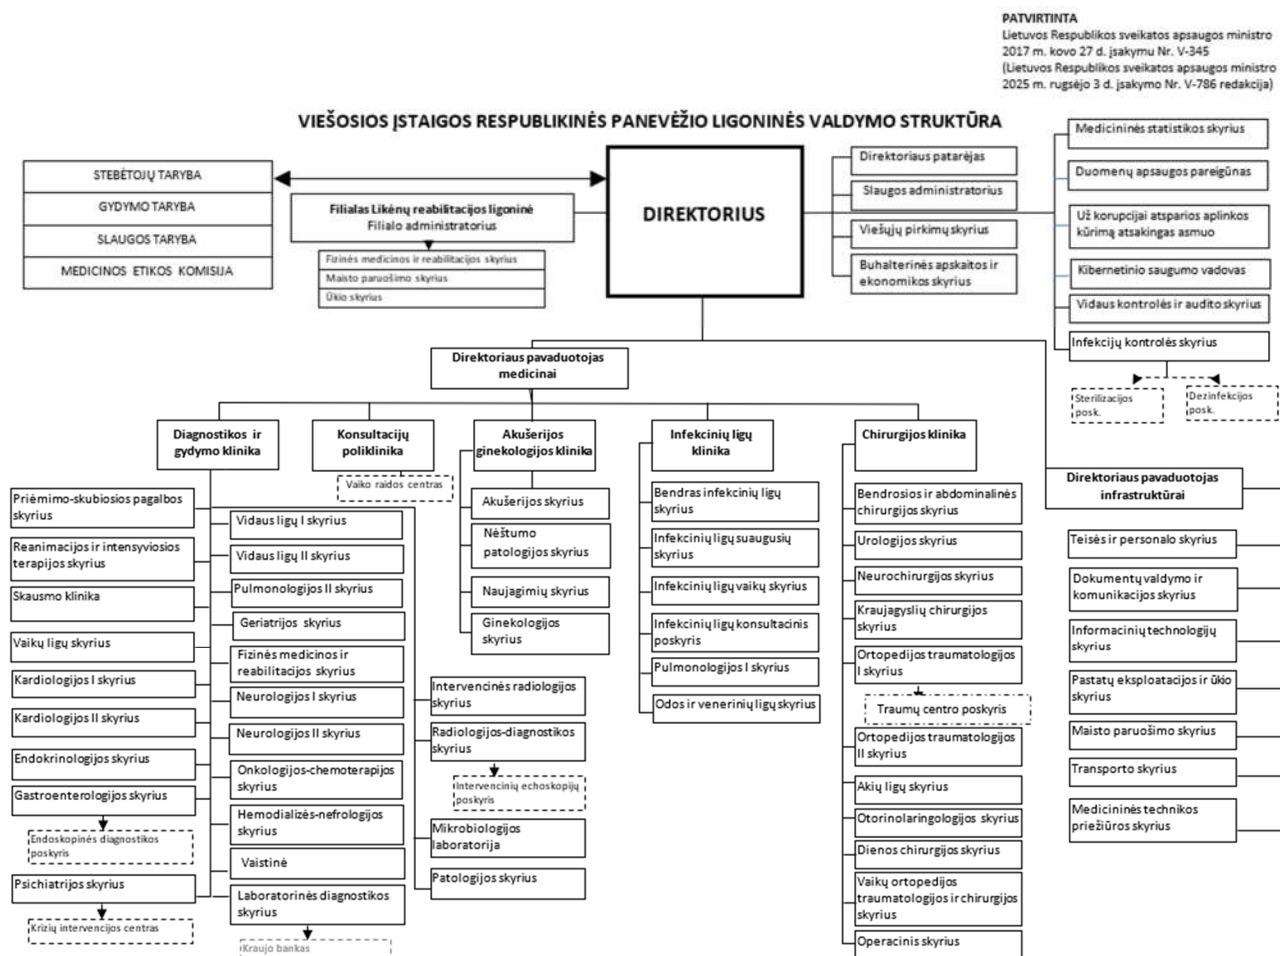 PATVIRTINTA
Lietuvos Respublikos sveikatos apsaugos ministro
2017 m. kovo 27 d. įsakymu Nr. V-345
(Lietuvos Respublikos sveikatos apsaugos ministro
2025 m. rugsėjo 3 d. įsakymo Nr. V-786 redakcija)
VIEŠOSIOS ĮSTAIGOS RESPUBLIKINĖS PANEVĖŽIO LIGONINĖS VALDYMO STRUKTŪRA
STEBĖTOJŲ TARYBA
GYDYMO TARYBA
SLAUGOS TARYBA
MEDICINOS ETIKOS KOMISIJA
Filialas Likėnų reabilitacijos ligoninė
Filialo administratorius
Fizinės medicinos ir reabilitacijos skyrius
Maisto paruošimo skyrius
Ūkio skyrius
DIREKTORIUS
Direktoriaus patarėjas
Slaugos administratorius
Viešųjų pirkimų skyrius
Buhalterinės apskaitos ir
ekonomikos skyrius
Medicininės statistikos skyrius
Duomenų apsaugos pareigūnas
Už korupcijai atsparios aplinkos
kūrimą atsakingas asmuo
Kibernetinio saugumo vadovas
Vidaus kontrolės ir audito skyrius
Infekcijų kontrolės skyrius
Sterilizacijos
posk.
Dezinfekcijos
posk.
Direktoriaus pavaduotojas
medicinai
Diagnostikos ir
gydymo klinika
Priėmimo-skubiosios pagalbos
skyrius
Reanimacijos ir intensyviosios
terapijos skyrius
Skausmo klinika
Vaikų ligų skyrius
Kardiologijos I skyrius
Kardiologijos II skyrius
Endokrinologijos skyrius
Gastroenterologijos skyrius
Endoskopinės diagnostikos
poskyris
Psichiatrijos skyrius
Krizių intervencijos centras
Vidaus ligų I skyrius
Vidaus ligų II skyrius
Pulmonologijos II skyrius
Geriatrijos skyrius
Fizinės medicinos ir
reabilitacijos skyrius
Neurologijos I skyrius
Neurologijos II skyrius
Onkologijos-chemoterapijos
skyrius
Hemodializės-nefrologijos
skyrius
Vaistinė
Laboratorinės diagnostikos
skyrius
Kraujo bankas
Intervencinės radiologijos
skyrius
Radiologijos-diagnostikos
skyrius
Intervencinių echoskopijų
poskyris
Mikrobiologijos
laboratorija
Patologijos skyrius
Konsultacijų
poliklinika
Vaiko raidos centras
Akušerijos
ginekologijos klinika
Akušerijos skyrius
Nėštumo
patologijos skyrius
Naujagimių skyrius
Ginekologijos
skyrius
Infekcinių ligų
klinika
Bendras infekcinių ligų
skyrius
Infekcinių ligų suaugusių
skyrius
Infekcinių ligų vaikų skyrius
Infekcinių ligų konsultacinis
poskyris
Pulmonologijos I skyrius
Odos ir venerinių ligų skyrius
Chirurgijos klinika
Bendrosios ir abdominalinės
chirurgijos skyrius
Urologijos skyrius
Neurochirurgijos skyrius
Kraujagyslių chirurgijos
skyrius
Ortopedijos traumatologijos
I skyrius
Traumų centro poskyris
Ortopedijos traumatologijos
II skyrius
Akių ligų skyrius
Otorinolaringologijos skyrius
Dienos chirurgijos skyrius
Vaikų ortopedijos
traumatologijos ir chirurgijos
skyrius
Operacinis skyrius
Direktoriaus pavaduotojas
infrastruktūrai
Teisės ir personalo skyrius
Dokumentų valdymo ir
komunikacijos skyrius
Informacinių technologijų
skyrius
Pastatų eksploatacijos ir ūkio
skyrius
Maisto paruošimo skyrius
Transporto skyrius
Medicininės technikos
priežiūros skyrius